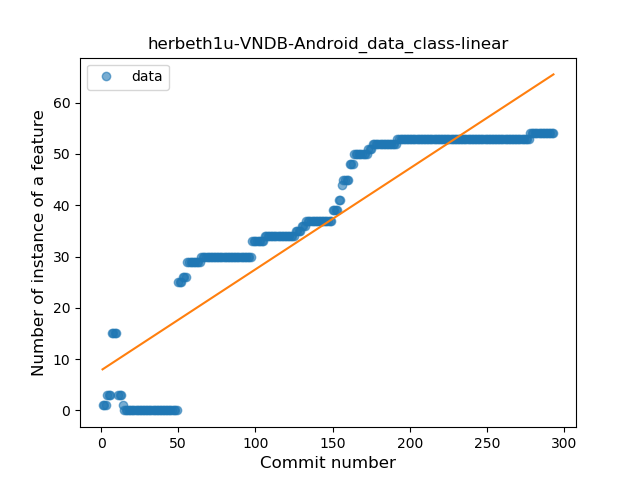 herbeth1u-VNDB-Android_data_class-linear
data
Number of instance of a feature
60
50
40
30
20
10
0
0 50 100 150 200 250 300
Commit number